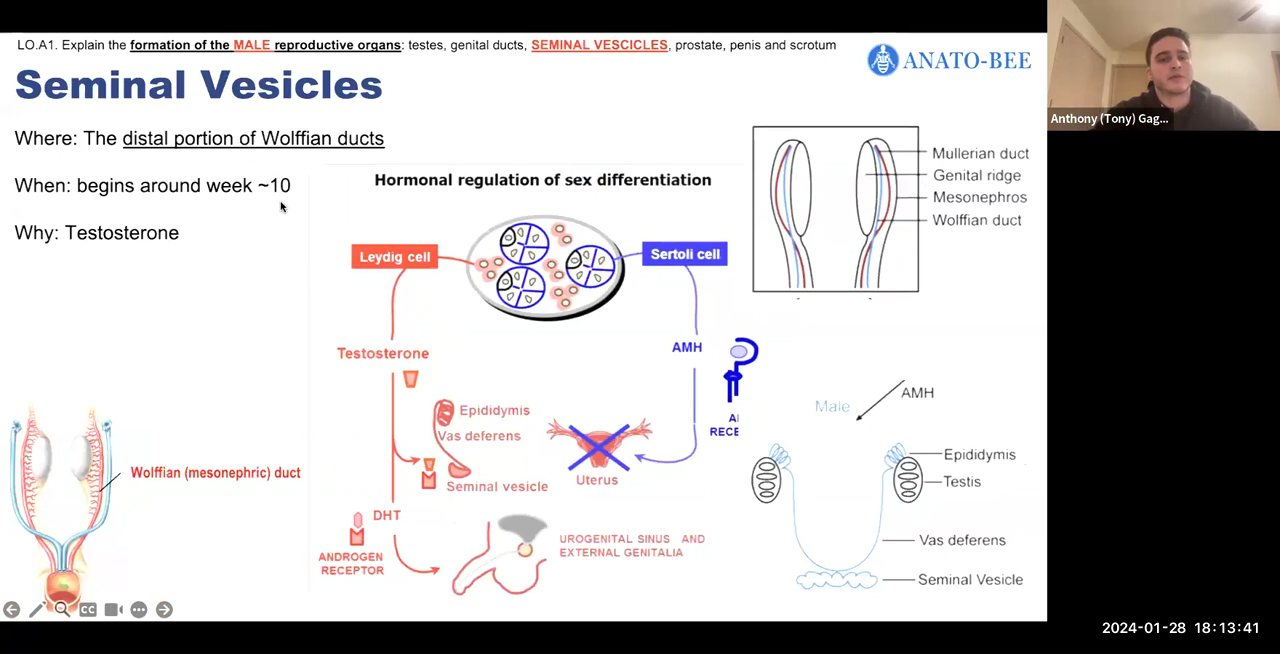 LO.A1. Explain the formation of the MALE reproductive organs: testes, genital ducts, SEMINAL VESCICLES, prostate, penis and scrotum
ANATO-BEE
Seminal Vesicles
Where: The distal portion of Wolffian ducts
When: begins around week ~10
Why: Testosterone
Hormonal regulation of sex differentiation
Leydig cell
Sertoli cell
Testosterone
AMH
Epididymis
Vas deferens
Seminal vesicle
Uterus
DHT
ANDROGEN
RECEPTOR
UROGENITAL SINUS AND
EXTERNAL GENITALIA
RECE
Wolffian (mesonephric) duct
Mullerian duct
Genital ridge
Mesonephros
Wolffian duct
Male
AMH
Epididymis
Testis
Vas deferens
Seminal Vesicle
CC
Anthony (Tony) Gag...
2024-01-28 18:13:41